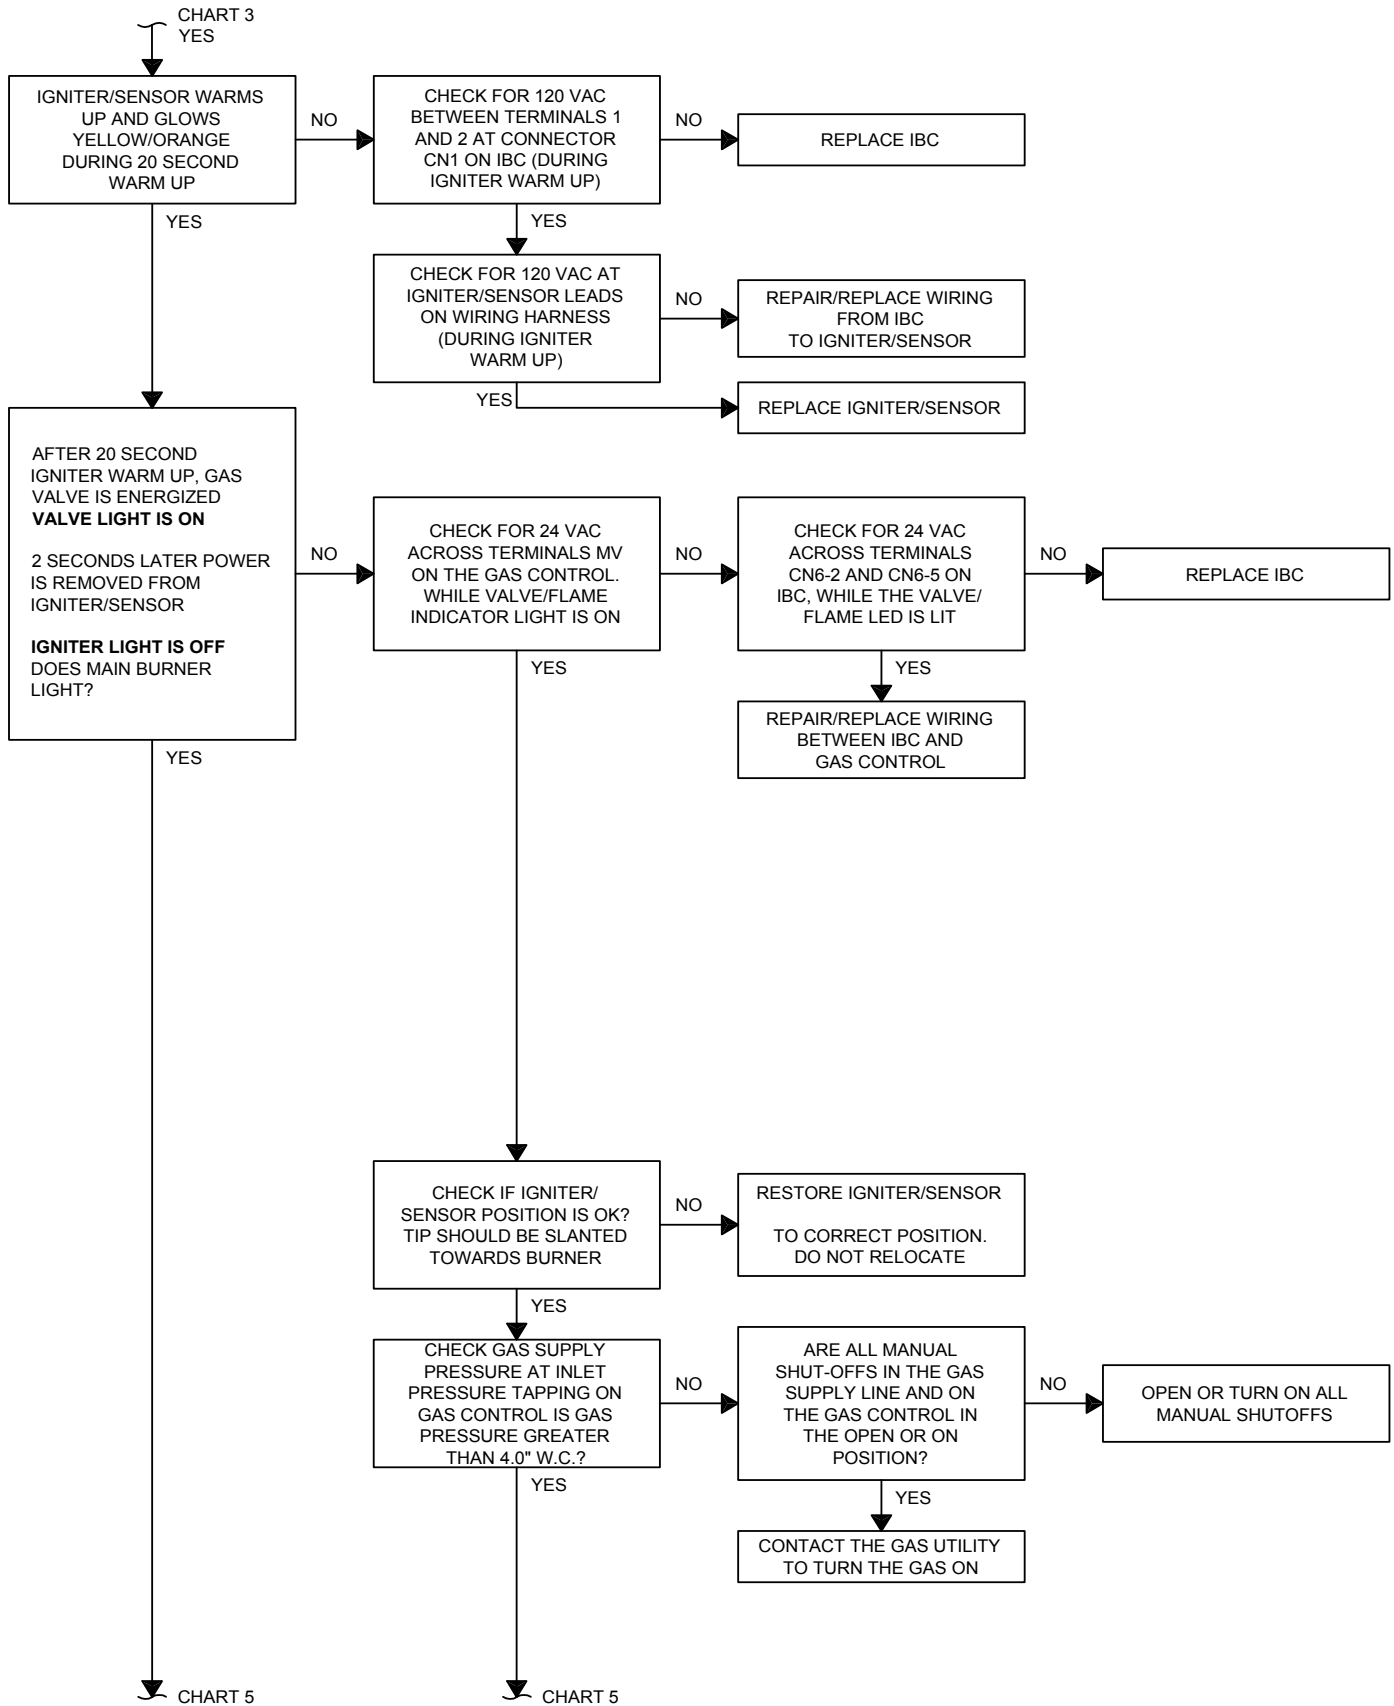 CHART 3
YES
IGNITER/SENSOR WARMS
UP AND GLOWS
YELLOW/ORANGE
DURING 20 SECOND
WARM UP
NO
CHECK FOR 120 VAC
BETWEEN TERMINALS 1
AND 2 AT CONNECTOR
CN1 ON IBC (DURING
IGNITER WARM UP)
NO
REPLACE IBC
YES
YES
CHECK FOR 120 VAC AT
IGNITER/SENSOR LEADS
ON WIRING HARNESS
(DURING IGNITER
WARM UP)
NO
REPAIR/REPLACE WIRING
FROM IBC
TO IGNITER/SENSOR
YES
REPLACE IGNITER/SENSOR
AFTER 20 SECOND
IGNITER WARM UP, GAS
VALVE IS ENERGIZED
VALVE LIGHT IS ON
2 SECONDS LATER POWER
IS REMOVED FROM
IGNITER/SENSOR
IGNITER LIGHT IS OFF
DOES MAIN BURNER
LIGHT?
NO
CHECK FOR 24 VAC
ACROSS TERMINALS MV
ON THE GAS CONTROL.
WHILE VALVE/FLAME
INDICATOR LIGHT IS ON
NO
CHECK FOR 24 VAC
ACROSS TERMINALS
CN6-2 AND CN6-5 ON
IBC, WHILE THE VALVE/
FLAME LED IS LIT
NO
REPLACE IBC
YES
YES
REPAIR/REPLACE WIRING
BETWEEN IBC AND
GAS CONTROL
YES
CHECK IF IGNITER/
SENSOR POSITION IS OK?
TIP SHOULD BE SLANTED
TOWARDS BURNER
NO
RESTORE IGNITER/SENSOR
TO CORRECT POSITION.
DO NOT RELOCATE
YES
CHECK GAS SUPPLY
PRESSURE AT INLET
PRESSURE TAPPING ON
GAS CONTROL IS GAS
PRESSURE GREATER
THAN 4.0" W.C.?
NO
ARE ALL MANUAL
SHUT-OFFS IN THE GAS
SUPPLY LINE AND ON
THE GAS CONTROL IN
THE OPEN OR ON
POSITION?
NO
OPEN OR TURN ON ALL
MANUAL SHUTOFFS
YES
YES
CONTACT THE GAS UTILITY
TO TURN THE GAS ON
CHART 5
CHART 5